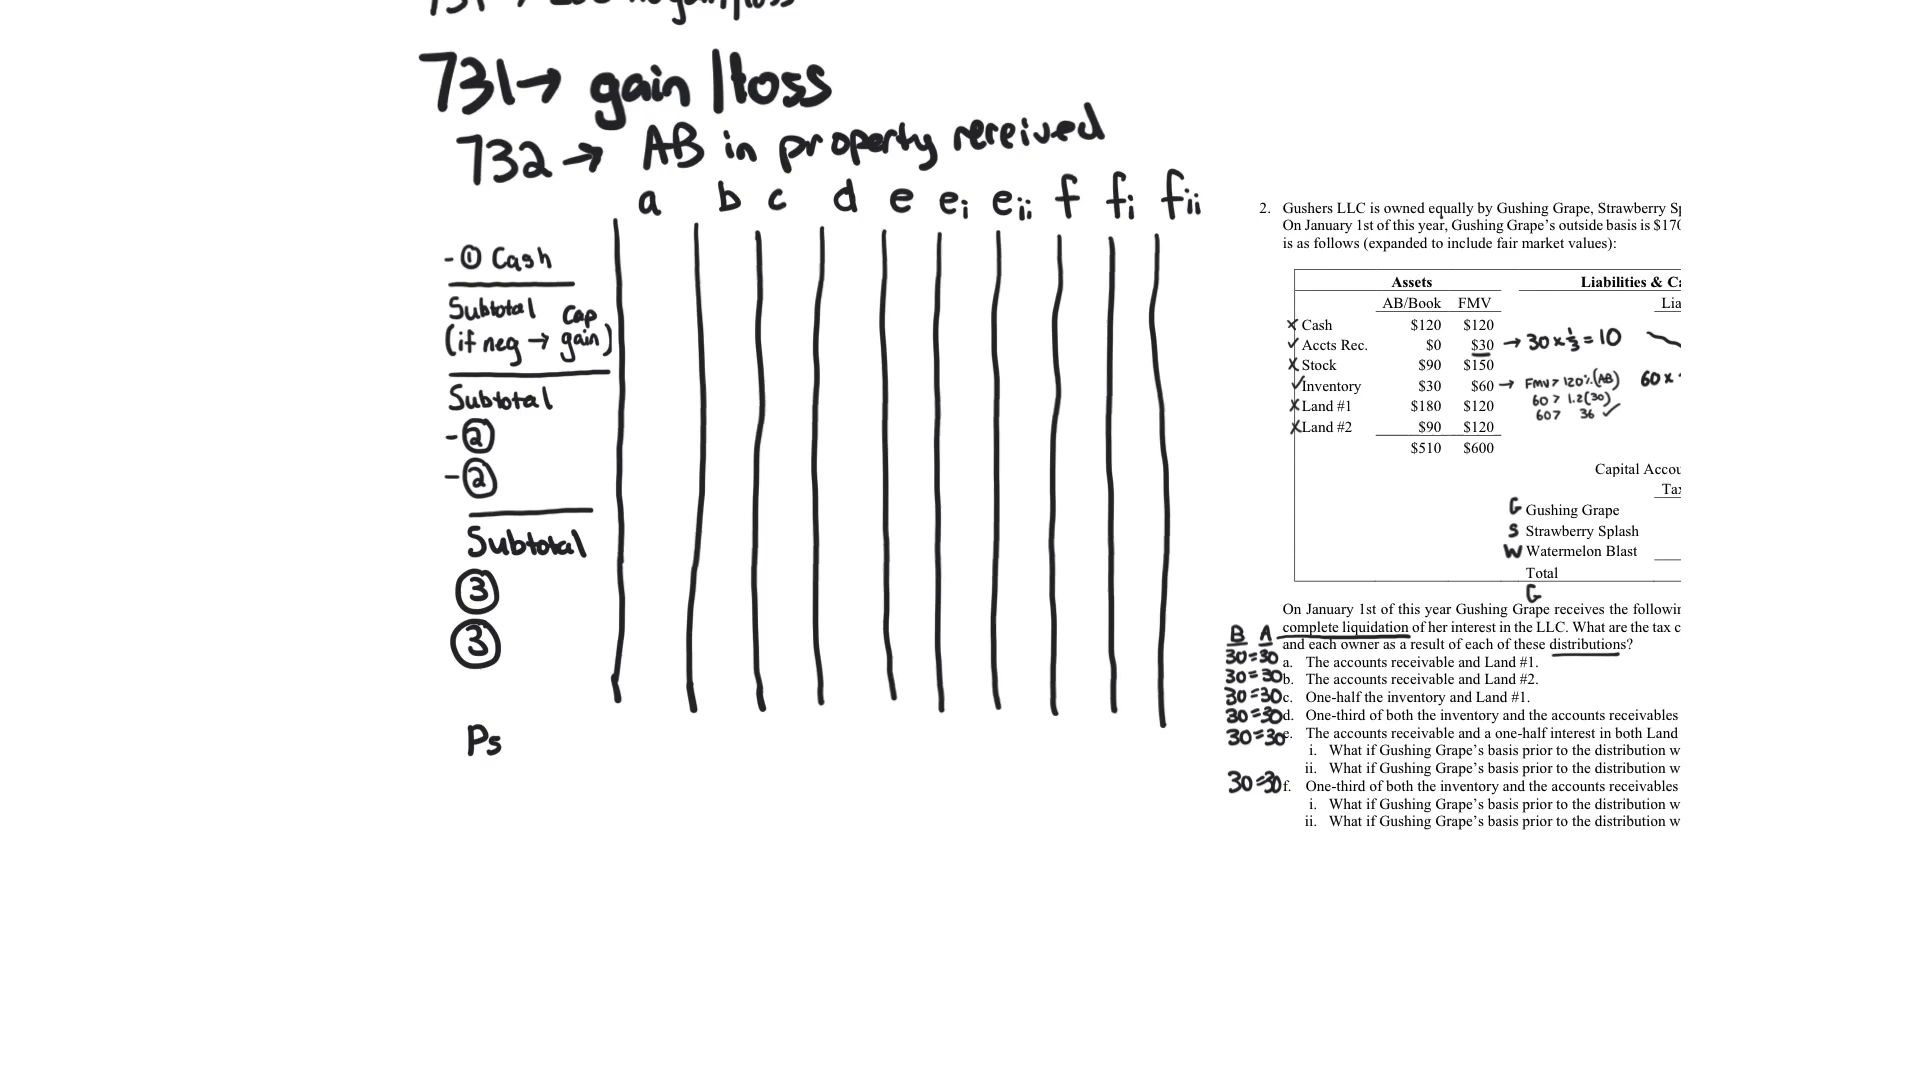 731 → gain/loss
732 → AB in property received
a b c d e ei eii f fi fii
- ① Cash
Subtotal cap
(if neg → gain)
Subtotal
- ②
- ②
Subtotal
③
③
Ps
2. Gushers LLC is owned equally by Gushing Grape, Strawberry Sp
On January 1st of this year, Gushing Grape’s outside basis is $170
is as follows (expanded to include fair market values):
Assets Liabilities & Ca
AB/Book FMV Lia
x Cash $120 $120
✓ Accts Rec. $0 $30 → 30 x 1/3 = 10
x Stock $90 $150
✓ Inventory $30 $60 → FMV > 120% (AB) 60 x
60 > 1.2(30)
x Land #1 $180 $120
60 > 36 ✓
x Land #2 $90 $120
$510 $600
Capital Accou
Tax
G Gushing Grape
S Strawberry Splash
W Watermelon Blast
Total
G
On January 1st of this year Gushing Grape receives the followin
B A complete liquidation of her interest in the LLC. What are the tax c
and each owner as a result of each of these distributions?
30=30 a. The accounts receivable and Land #1.
30=30 b. The accounts receivable and Land #2.
30=30 c. One-half the inventory and Land #1.
30=30 d. One-third of both the inventory and the accounts receivables
30=30 e. The accounts receivable and a one-half interest in both Land
i. What if Gushing Grape’s basis prior to the distribution w
ii. What if Gushing Grape’s basis prior to the distribution w
30=30 f. One-third of both the inventory and the accounts receivables
i. What if Gushing Grape’s basis prior to the distribution w
ii. What if Gushing Grape’s basis prior to the distribution w